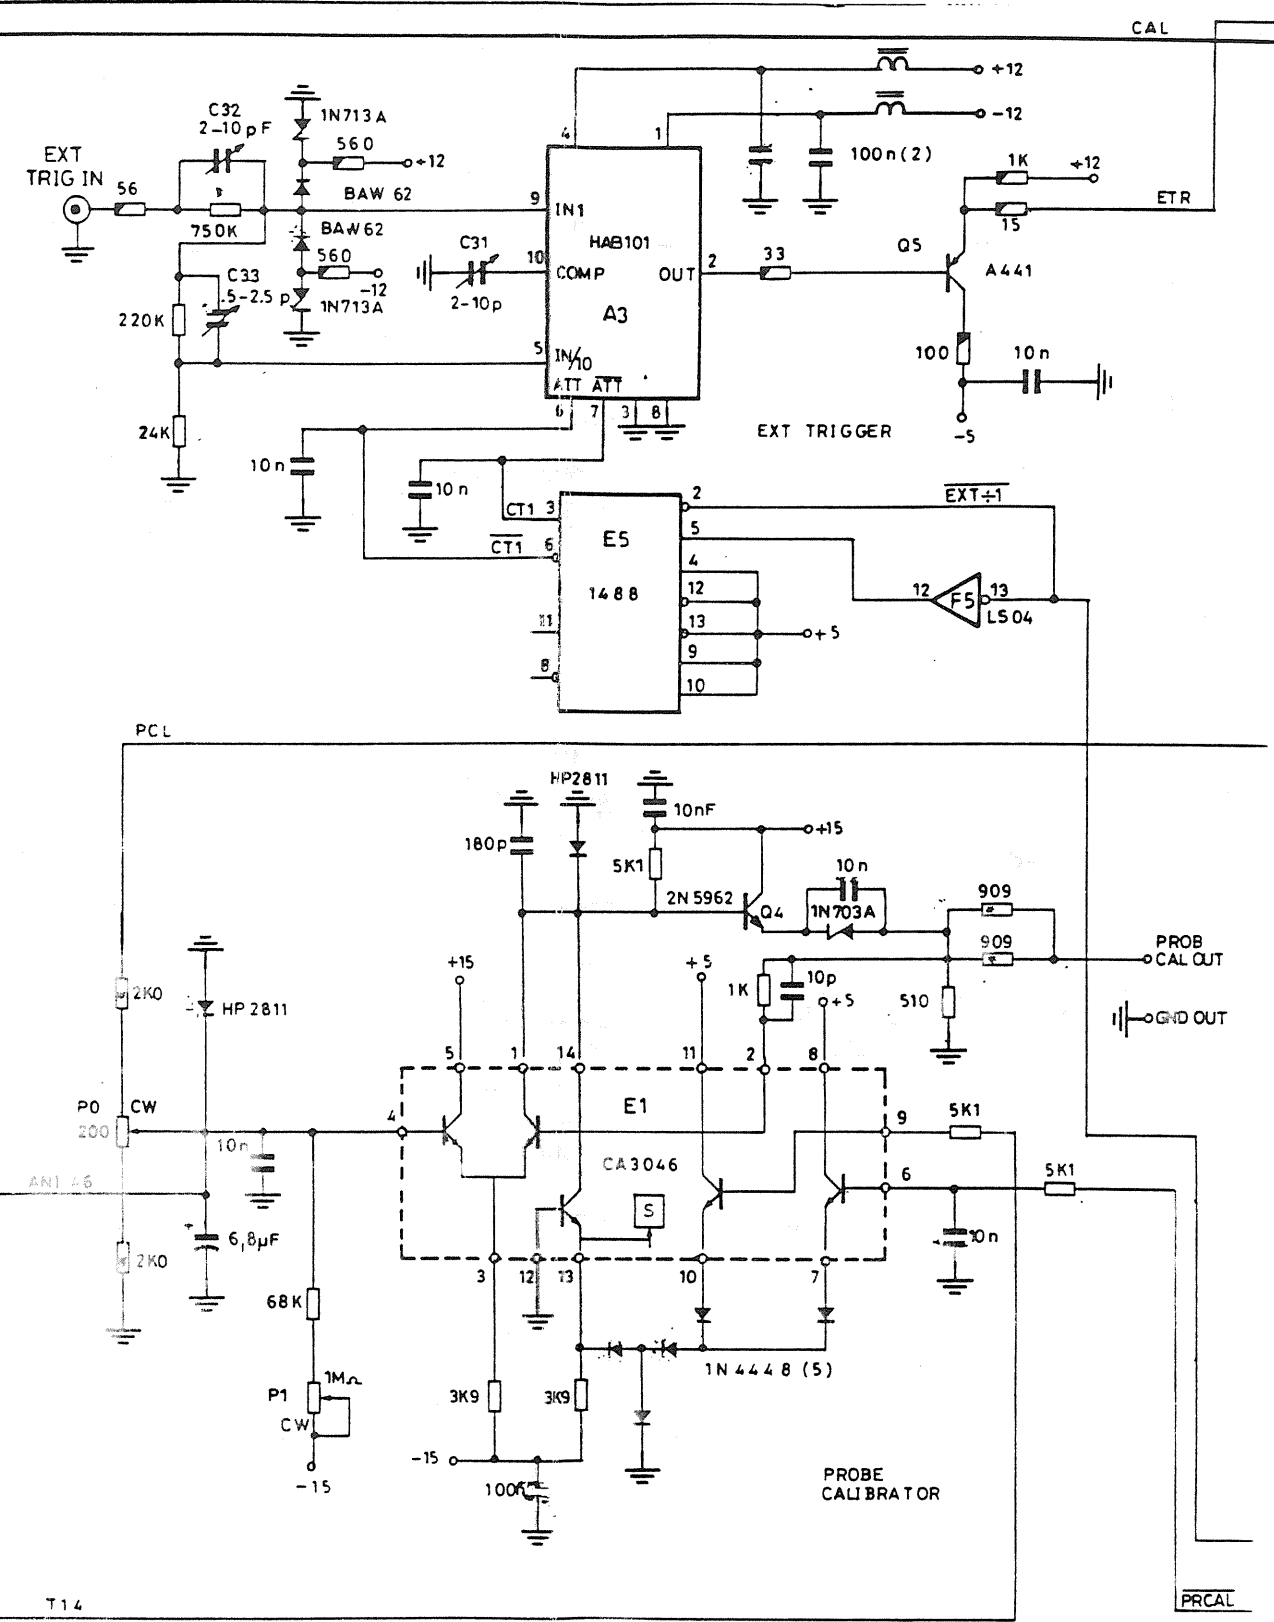 CAL
+12
-12
C32
2-10pF
1N713A
4
1
560
+12
100n(2)
1K
+12
EXT
TRIG IN
56
BAW 62
9
IN1
ETR
750K
BAW62
15
HAB101
Q5
C31
10
COMP
OUT
2
33
A441
C33
.5-2.5 p
560
-12
1N713A
2-10p
A3
220K
5
IN/10
100
10n
ATT
ATT
6
7
3
8
24K
EXT TRIGGER
-5
10n
10n
2
EXT÷1
CT1
3
5
E5
CT1
6
4
1488
12
12
F5
13
LS04
11
13
+5
8
9
10
PCL
HP2811
10nF
180p
+15
5K1
10n
2N5962
Q4
1N703A
909
909
PROB
CAL OUT
+15
+5
1K
10p
2K0
HP 2811
+5
510
GND OUT
5
1
14
11
2
8
P0
CW
200
4
E1
9
5K1
10n
CA3046
6
5K1
AN1 46
S
6,8µF
10n
2K0
3
12
13
10
7
68K
1N4448 (5)
P1
1MΩ
3K9
3K9
CW
-15
-15
100n
PROBE
CALIBRATOR
T14
PRCAL